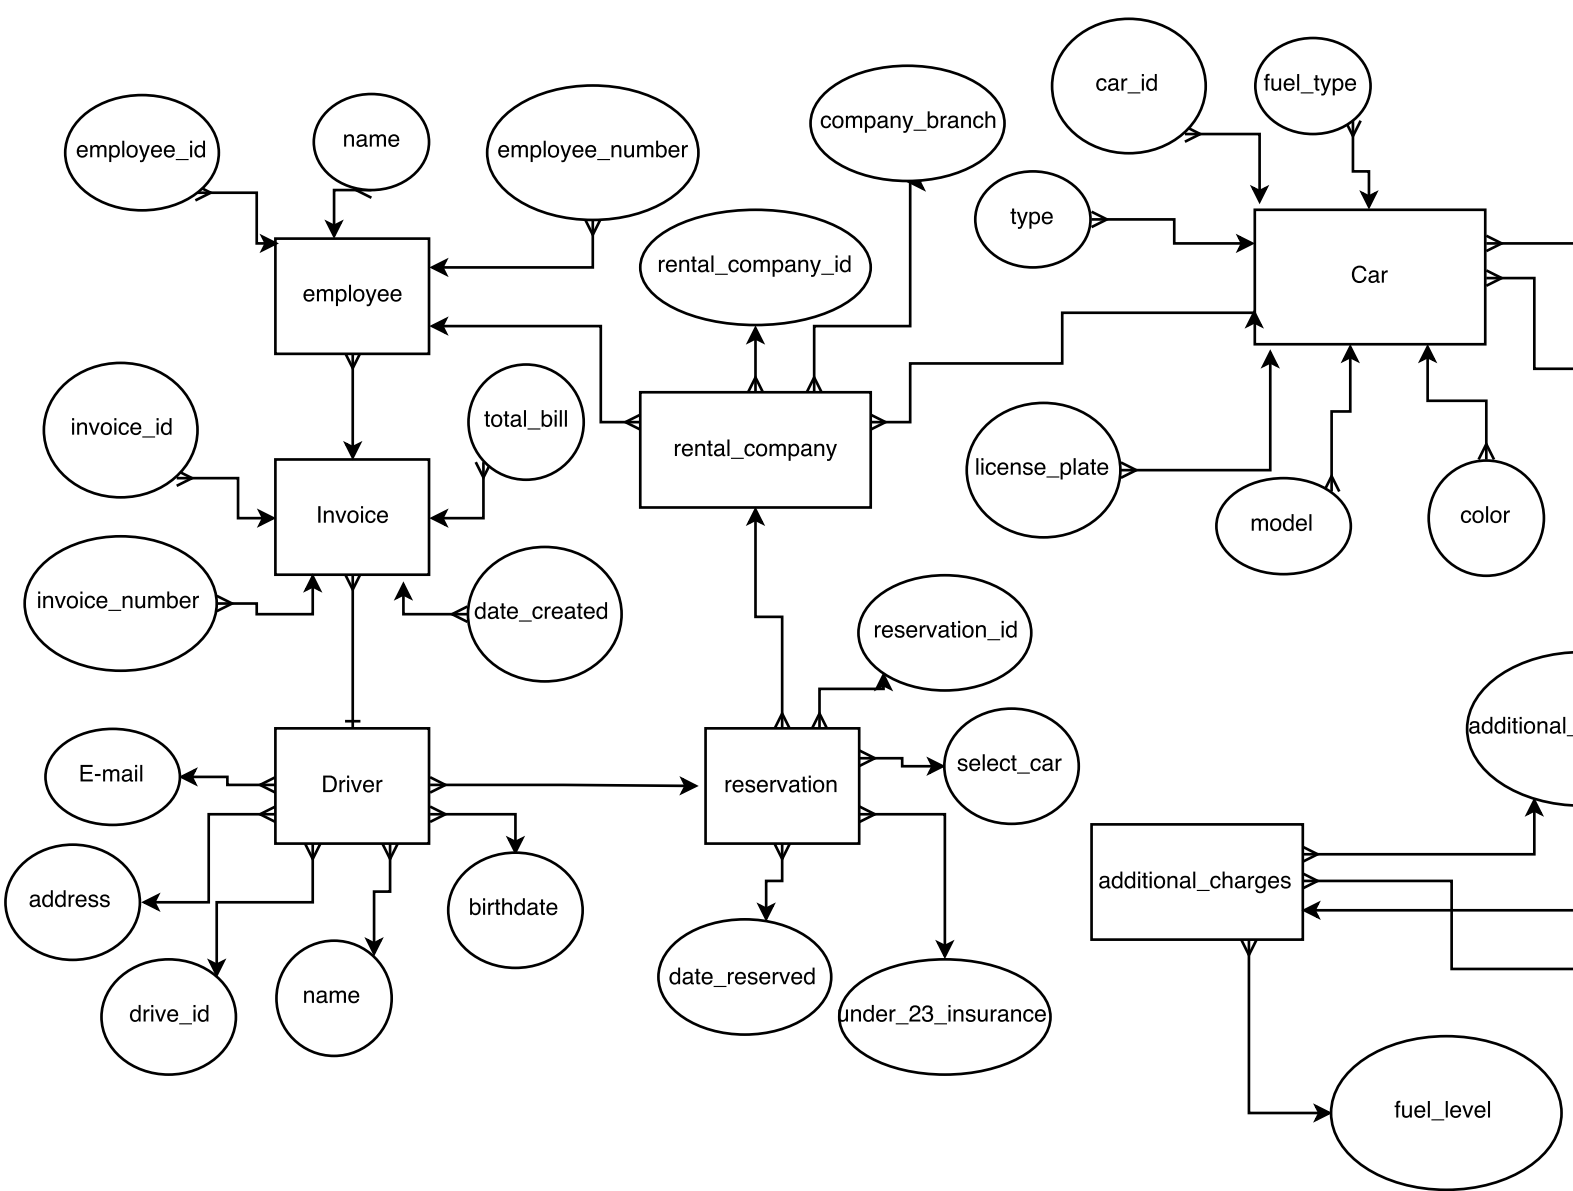 car_id
fuel_type
company_branch
name
employee_id
employee_number
type
rental_company_id
Car
employee
total_bill
invoice_id
rental_company
license_plate
Invoice
model
color
invoice_number
date_created
reservation_id
additional_
select_car
E-mail
Driver
reservation
additional_charges
address
birthdate
date_reserved
name
drive_id
under_23_insurance
fuel_level